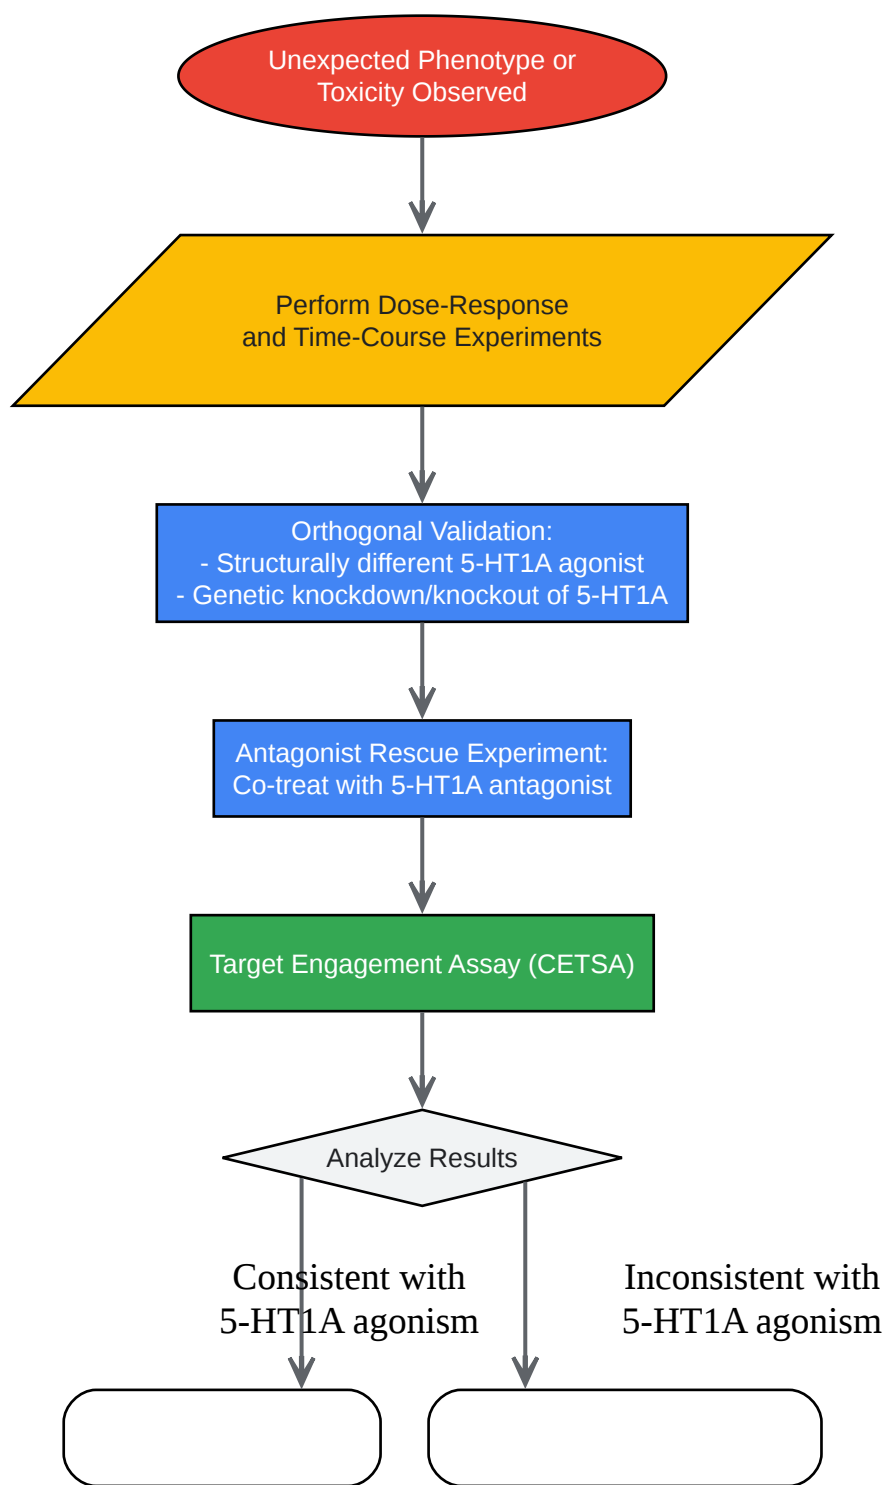 Unexpected Phenotype or
Toxicity Observed
Perform Dose-Response
and Time-Course Experiments
Orthogonal Validation:
- Structurally different 5-HT1A agonist
- Genetic knockdown/knockout of 5-HT1A
Antagonist Rescue Experiment:
Co-treat with 5-HT1A antagonist
Target Engagement Assay (CETSA)
Analyze Results
Consistent with
5-HT1A agonism
Inconsistent with
5-HT1A agonism